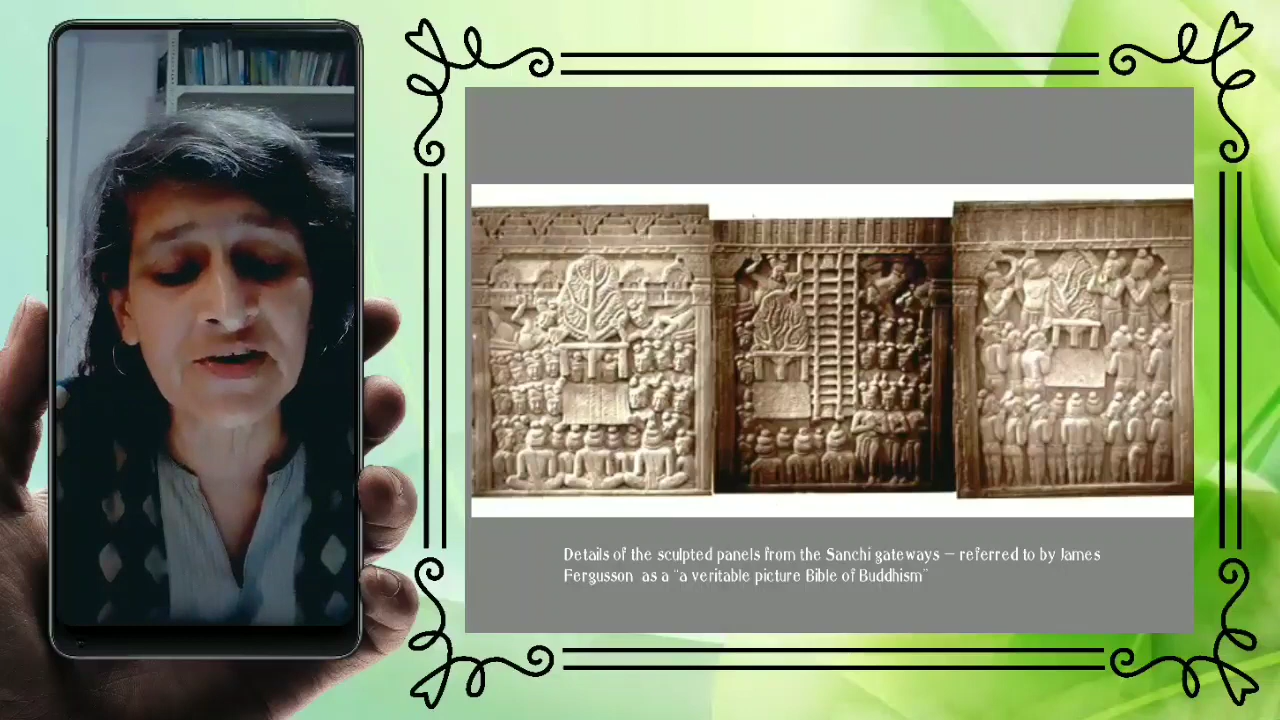 Details of the sculpted panels from the Sanchi gateways – referred to by James
Fergusson as a "a veritable picture Bible of Buddhism"